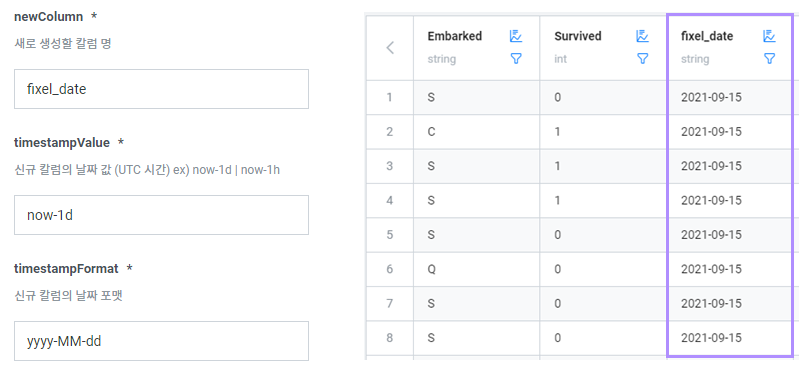 newColumn *
새로 생성할 칼럼 명
fixel_date
timestampValue *
신규 칼럼의 날짜 값 (UTC 시간) ex) now-1d | now-1h
now-1d
timestampFormat *
신규 칼럼의 날짜 포맷
yyyy-MM-dd
Embarked Survived fixel_date
string int string
1 S 0 2021-09-15
2 C 1 2021-09-15
3 S 1 2021-09-15
4 S 1 2021-09-15
5 S 0 2021-09-15
6 Q 0 2021-09-15
7 S 0 2021-09-15
8 S 0 2021-09-15